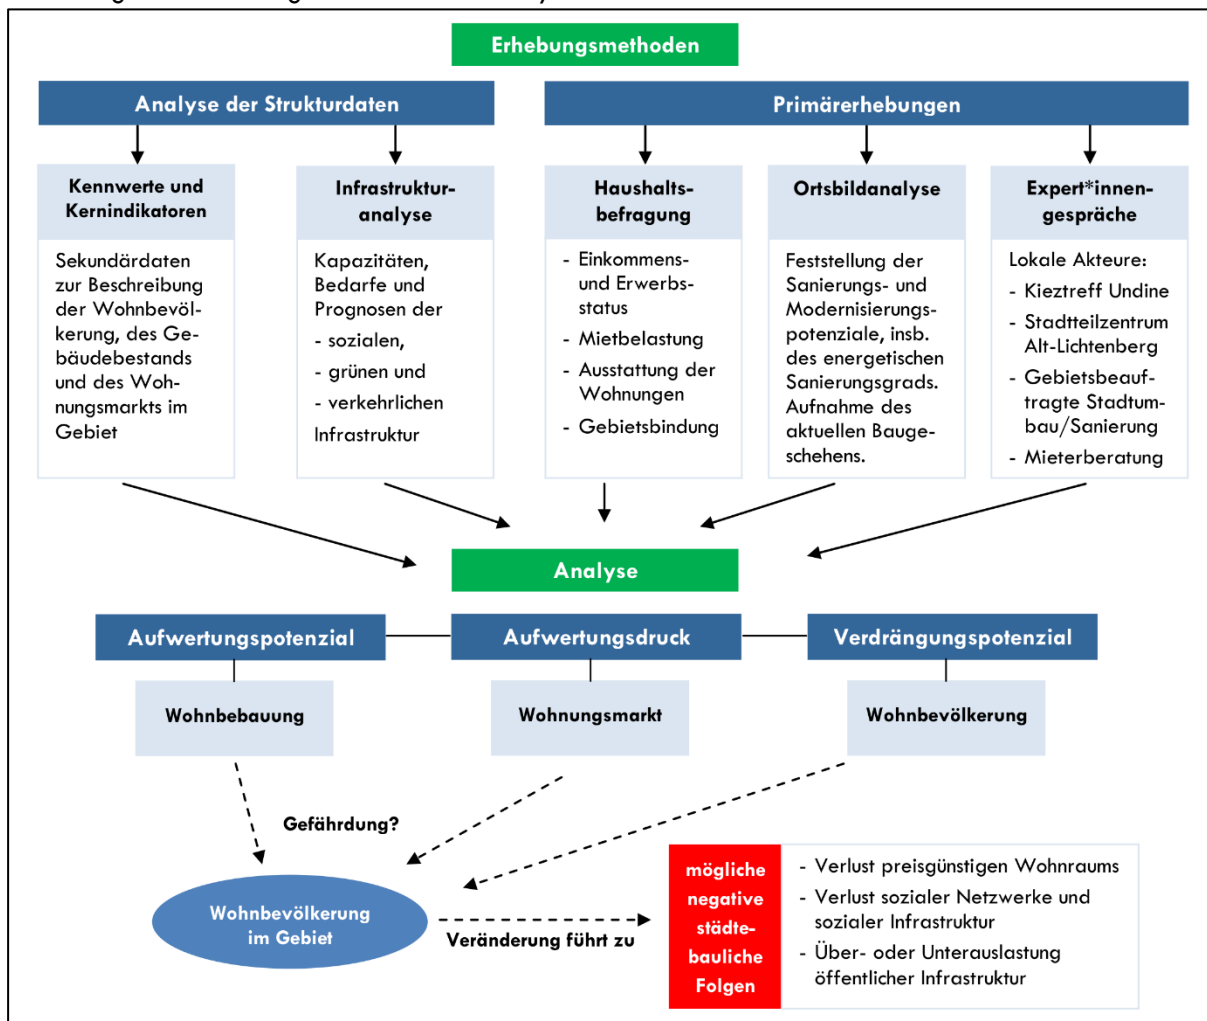 Erhebungsmethoden
Analyse der Strukturdaten
Primärerhebungen
Kennwerte und
Kernindikatoren
Sekundärdaten
zur Beschreibung
der Wohnbevöl-
kerung, des Ge-
bäudebestands
und des Woh-
nungsmarkts im
Gebiet
Infrastruktur-
analyse
Kapazitäten,
Bedarfe und
Prognosen der
- sozialen,
- grünen und
- verkehrlichen
Infrastruktur
Haushalts-
befragung
- Einkommens-
und Erwerbs-
status
- Mietbelastung
- Ausstattung der
Wohnungen
- Gebietsbindung
Ortsbildanalyse
Feststellung der
Sanierungs- und
Modernisierungs-
potenziale, insb.
des energetischen
Sanierungsgrads.
Aufnahme des
aktuellen Bauge-
schehens.
Expert*innen-
gespräche
Lokale Akteure:
- Kieztreff Undine
- Stadtteilzentrum
Alt-Lichtenberg
- Gebietsbeauf-
tragte Stadtum-
bau/Sanierung
- Mieterberatung
Analyse
Aufwertungspotenzial
Aufwertungsdruck
Verdrängungspotenzial
Wohnbebauung
Wohnungsmarkt
Wohnbevölkerung
Gefährdung?
Wohnbevölkerung
im Gebiet
Veränderung führt zu
mögliche
negative
städte-
bauliche
Folgen
- Verlust preisgünstigen Wohnraums
- Verlust sozialer Netzwerke und
sozialer Infrastruktur
- Über- oder Unterauslastung
öffentlicher Infrastruktur